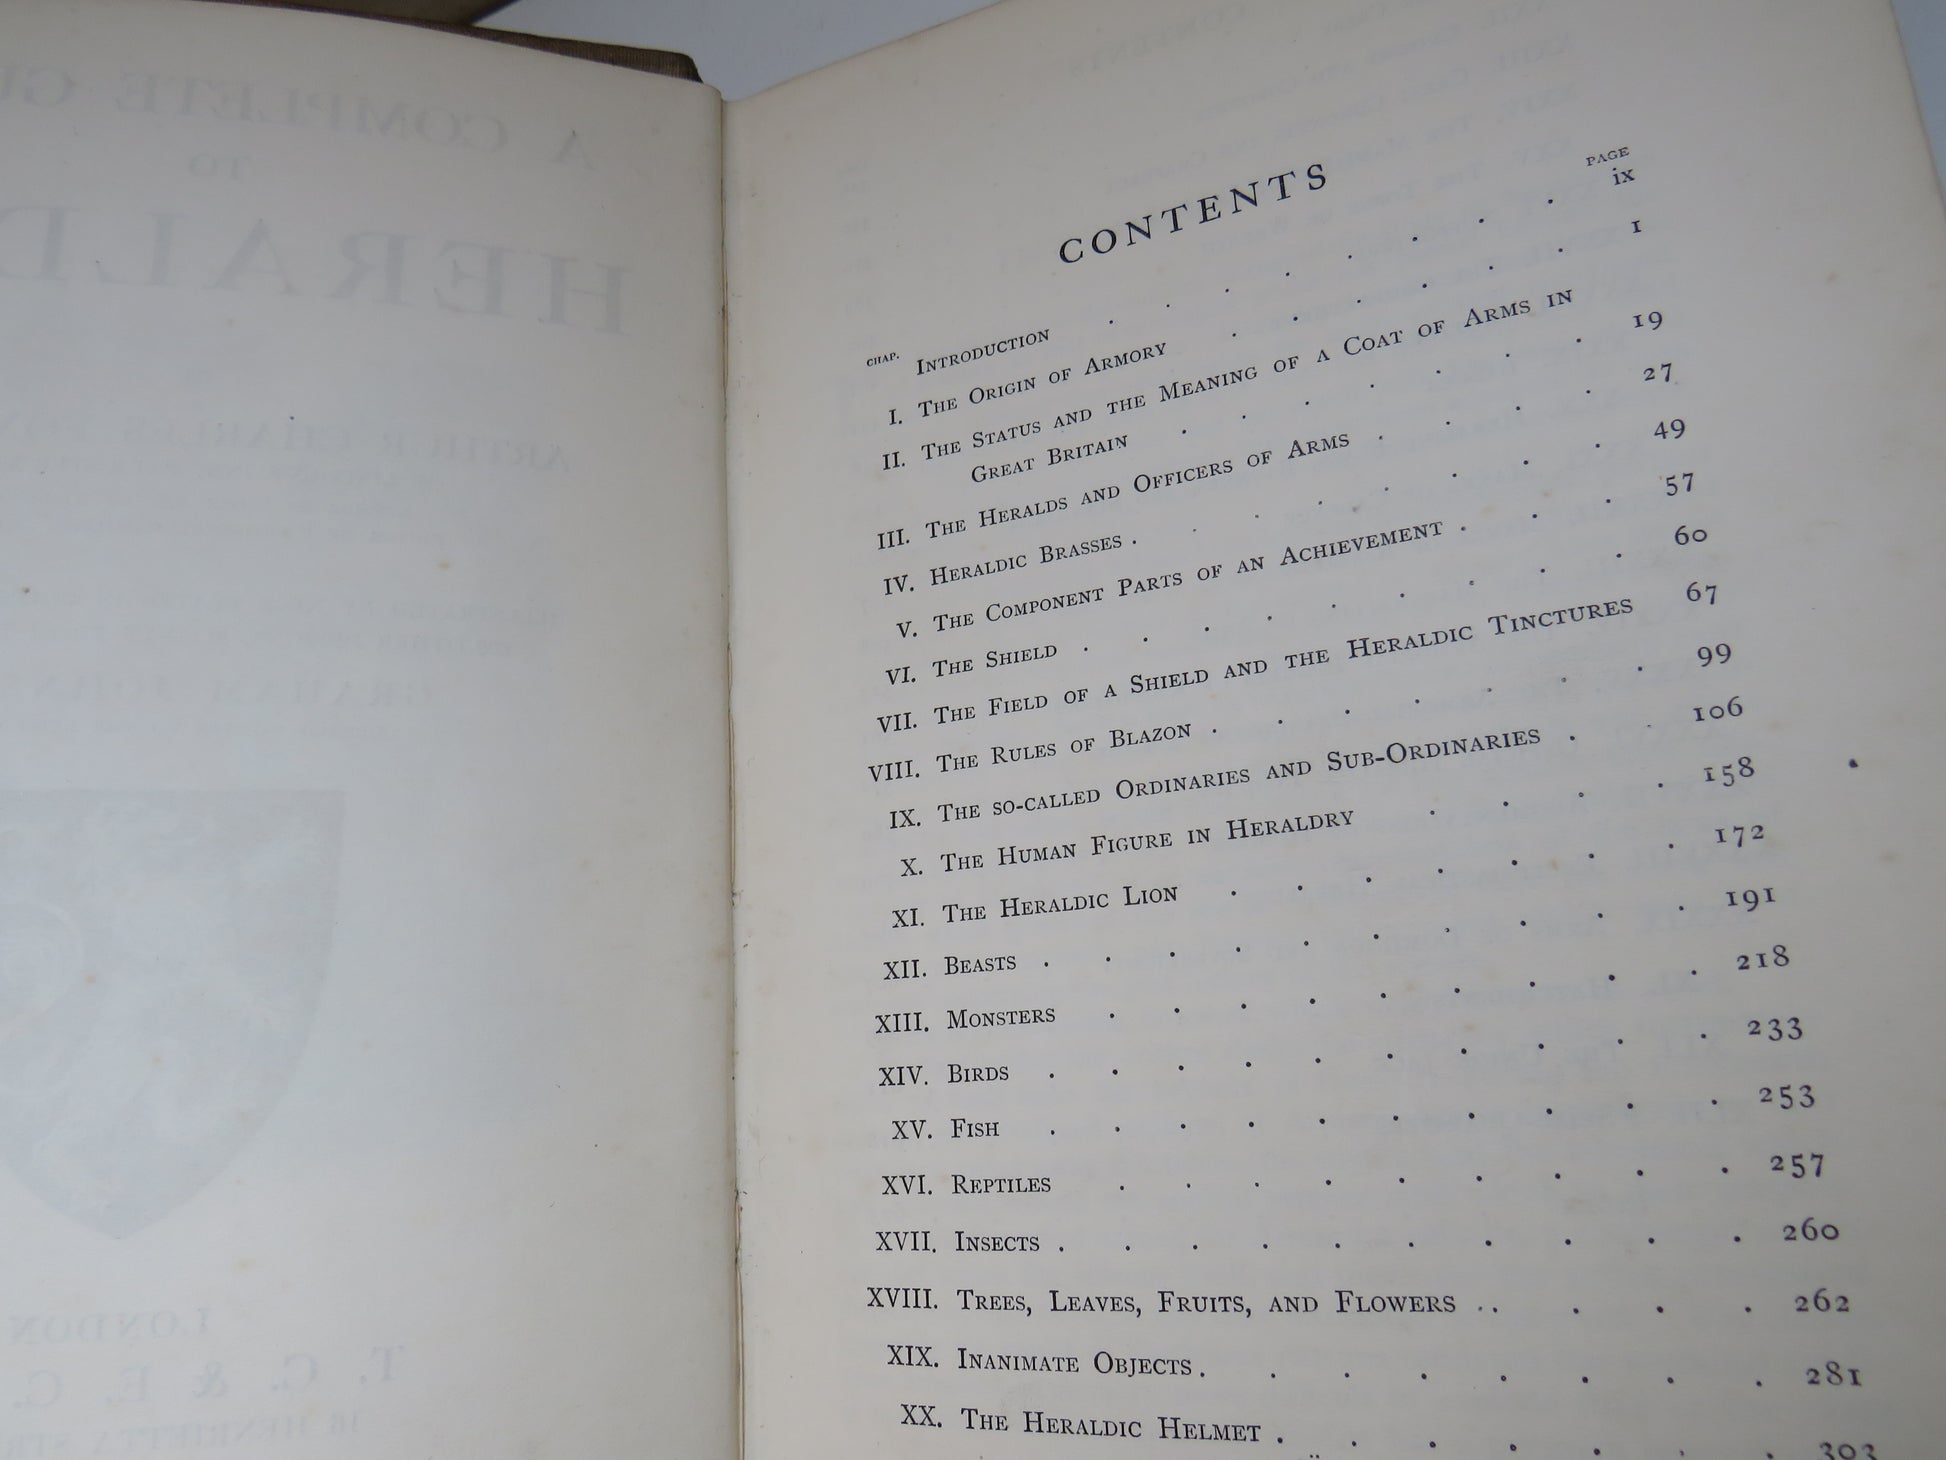 CONTENTS
CHAP. PAGE
INTRODUCTION . . . . . . . . ix
I. THE ORIGIN OF ARMORY . . . . . . 1
II. THE STATUS AND THE MEANING OF A COAT OF ARMS IN
GREAT BRITAIN . . . . . . . 19
III. THE HERALDS AND OFFICERS OF ARMS . . . . 27
IV. HERALDIC BRASSES . . . . . . . . 49
V. THE COMPONENT PARTS OF AN ACHIEVEMENT . . . 57
VI. THE SHIELD . . . . . . . . . 60
VII. THE FIELD OF A SHIELD AND THE HERALDIC TINCTURES 67
VIII. THE RULES OF BLAZON . . . . . . . 99
IX. THE SO-CALLED ORDINARIES AND SUB-ORDINARIES . . 106
X. THE HUMAN FIGURE IN HERALDRY . . . . 158
XI. THE HERALDIC LION . . . . . . . 172
XII. BEASTS . . . . . . . . . . 191
XIII. MONSTERS . . . . . . . . . 218
XIV. BIRDS . . . . . . . . . . 233
XV. FISH . . . . . . . . . . 253
XVI. REPTILES . . . . . . . . . 257
XVII. INSECTS . . . . . . . . . . 260
XVIII. TREES, LEAVES, FRUITS, AND FLOWERS . . . . . 262
XIX. INANIMATE OBJECTS . . . . . . . . 281
XX. THE HERALDIC HELMET . . . . . . . 303